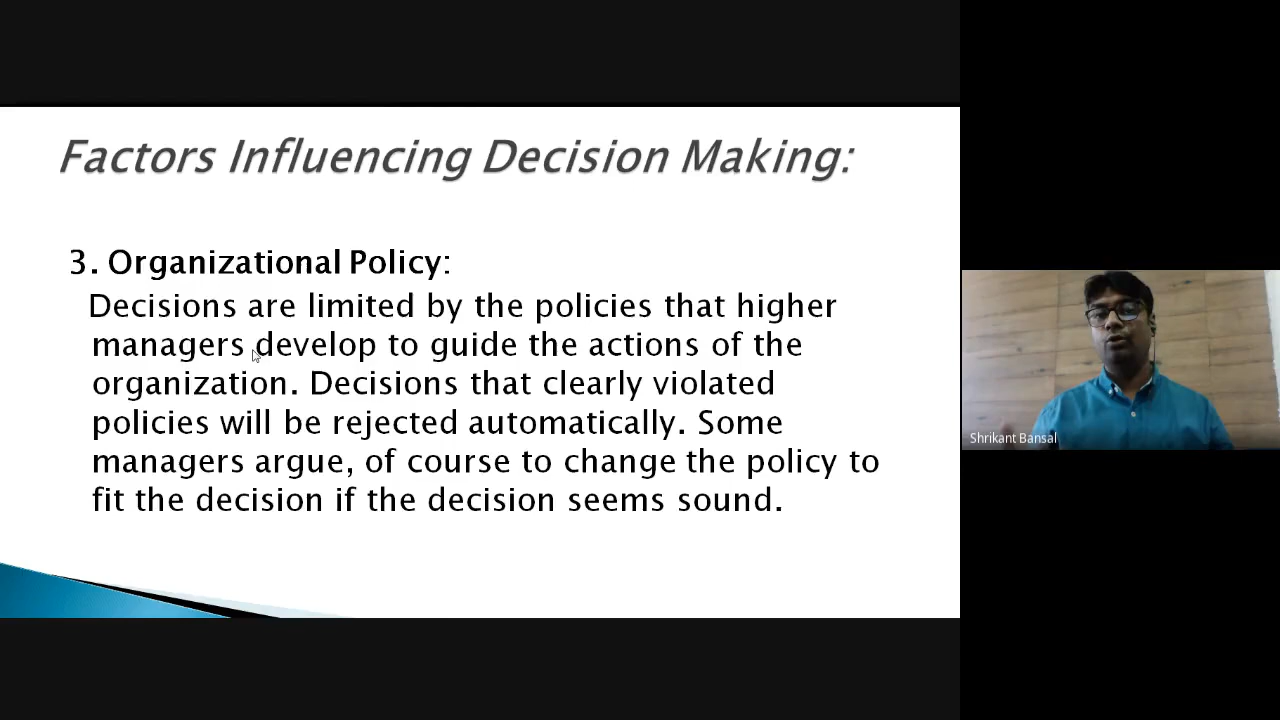 Factors Influencing Decision Making:
3. Organizational Policy:
Decisions are limited by the policies that higher
managers develop to guide the actions of the
organization. Decisions that clearly violated
policies will be rejected automatically. Some
managers argue, of course to change the policy to
fit the decision if the decision seems sound.
Shrikant Bansal